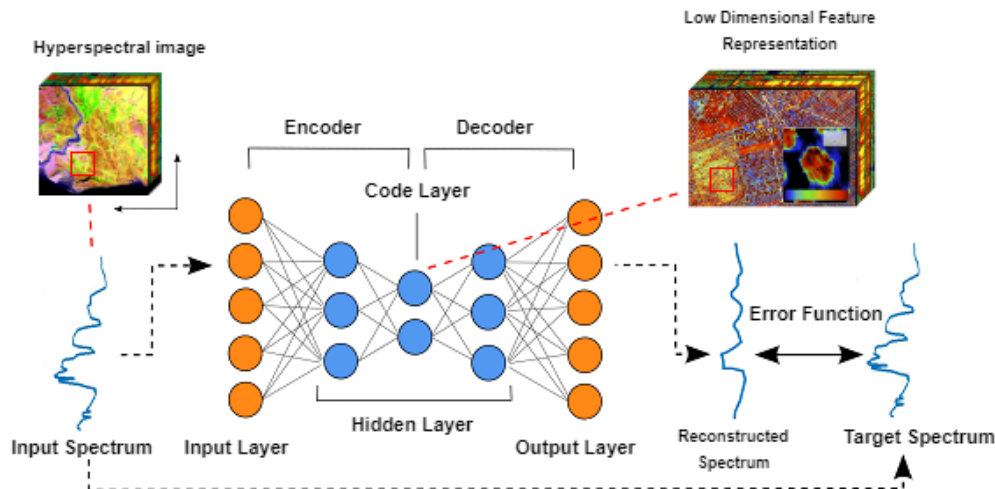 Hyperspectral image
Low Dimensional Feature
Representation
Encoder
Decoder
Code Layer
Error Function
Hidden Layer
Input Spectrum
Input Layer
Output Layer
Reconstructed
Spectrum
Target Spectrum